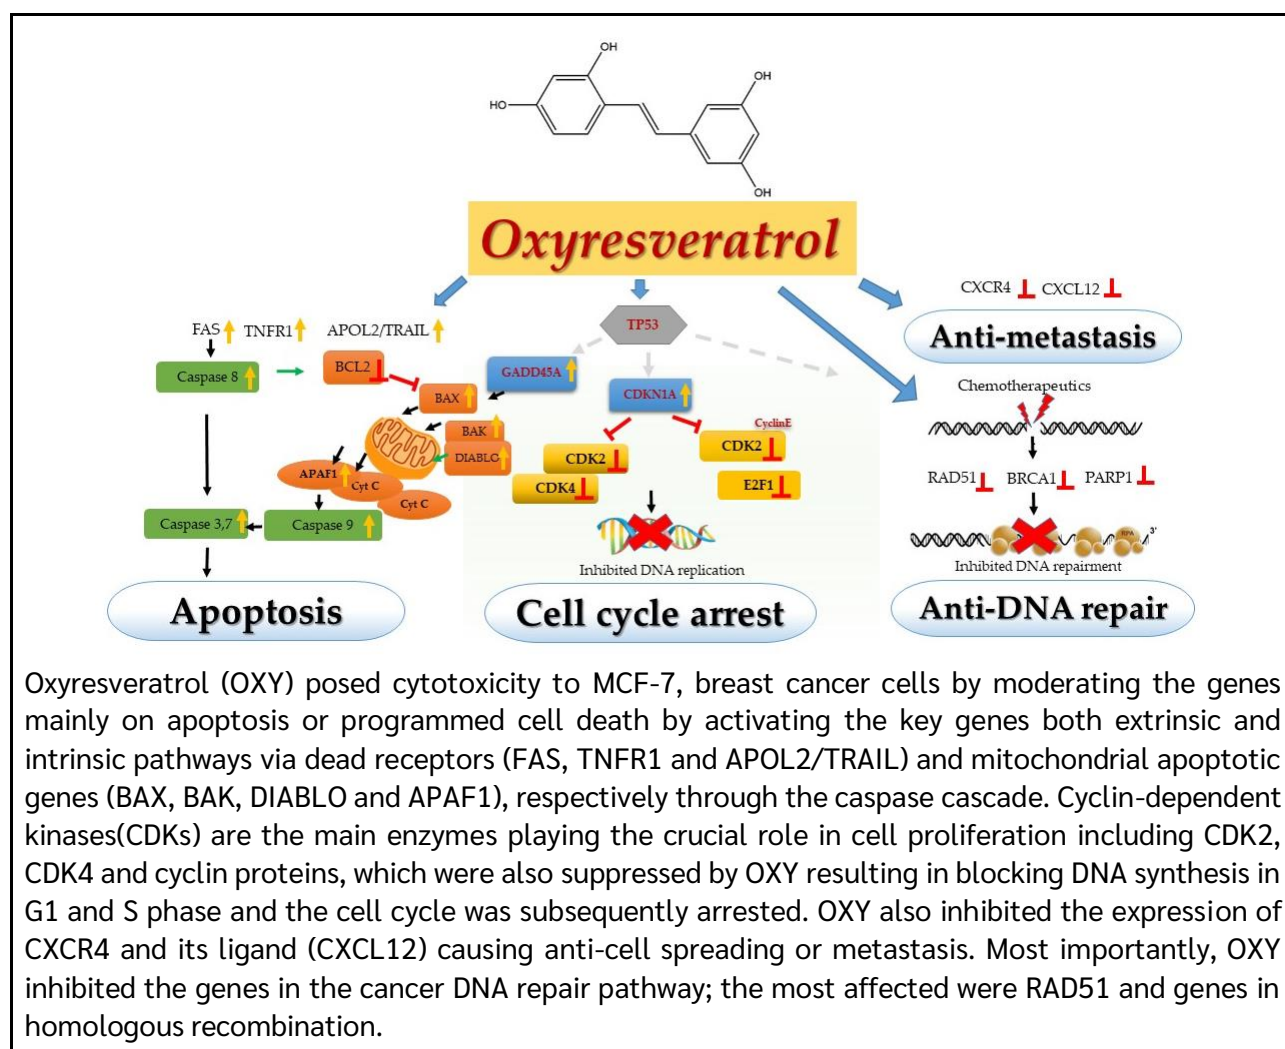 OH
OH
HO
OH
Oxyresveratrol
CXCR4 CXCL12
FAS TNFR1 APOL2/TRAIL
TP53
Anti-metastasis
Caspase 8
BCL2
GADD45A
CDKN1A
Chemotherapeutics
BAX
BAK
DIABLO
CyclinE
CDK2
CDK2
APAF1
Cyt C
CDK4
E2F1
RAD51 BRCA1 PARP1
Cyt C
Caspase 3,7
Caspase 9
RPA
3'
Inhibited DNA replication
Inhibited DNA repairment
Apoptosis
Cell cycle arrest
Anti-DNA repair
Oxyresveratrol (OXY) posed cytotoxicity to MCF-7, breast cancer cells by moderating the genes
mainly on apoptosis or programmed cell death by activating the key genes both extrinsic and
intrinsic pathways via dead receptors (FAS, TNFR1 and APOL2/TRAIL) and mitochondrial apoptotic
genes (BAX, BAK, DIABLO and APAF1), respectively through the caspase cascade. Cyclin-dependent
kinases(CDKs) are the main enzymes playing the crucial role in cell proliferation including CDK2,
CDK4 and cyclin proteins, which were also suppressed by OXY resulting in blocking DNA synthesis in
G1 and S phase and the cell cycle was subsequently arrested. OXY also inhibited the expression of
CXCR4 and its ligand (CXCL12) causing anti-cell spreading or metastasis. Most importantly, OXY
inhibited the genes in the cancer DNA repair pathway; the most affected were RAD51 and genes in
homologous recombination.